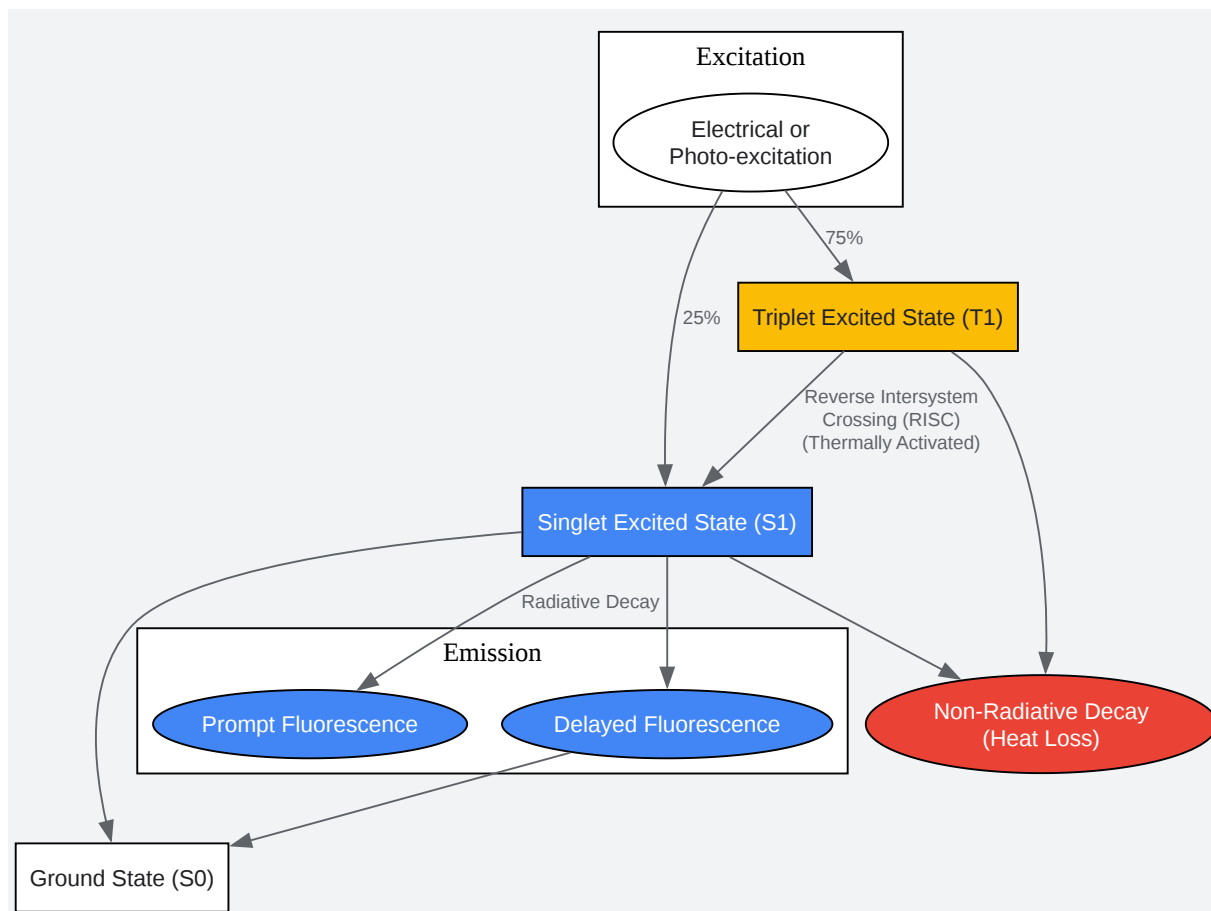 Excitation
Electrical or
Photo-excitation
75%
Triplet Excited State (T1)
25%
Reverse Intersystem
Crossing (RISC)
(Thermally Activated)
Singlet Excited State (S1)
Radiative Decay
Emission
Prompt Fluorescence
Delayed Fluorescence
Non-Radiative Decay
(Heat Loss)
Ground State (S0)